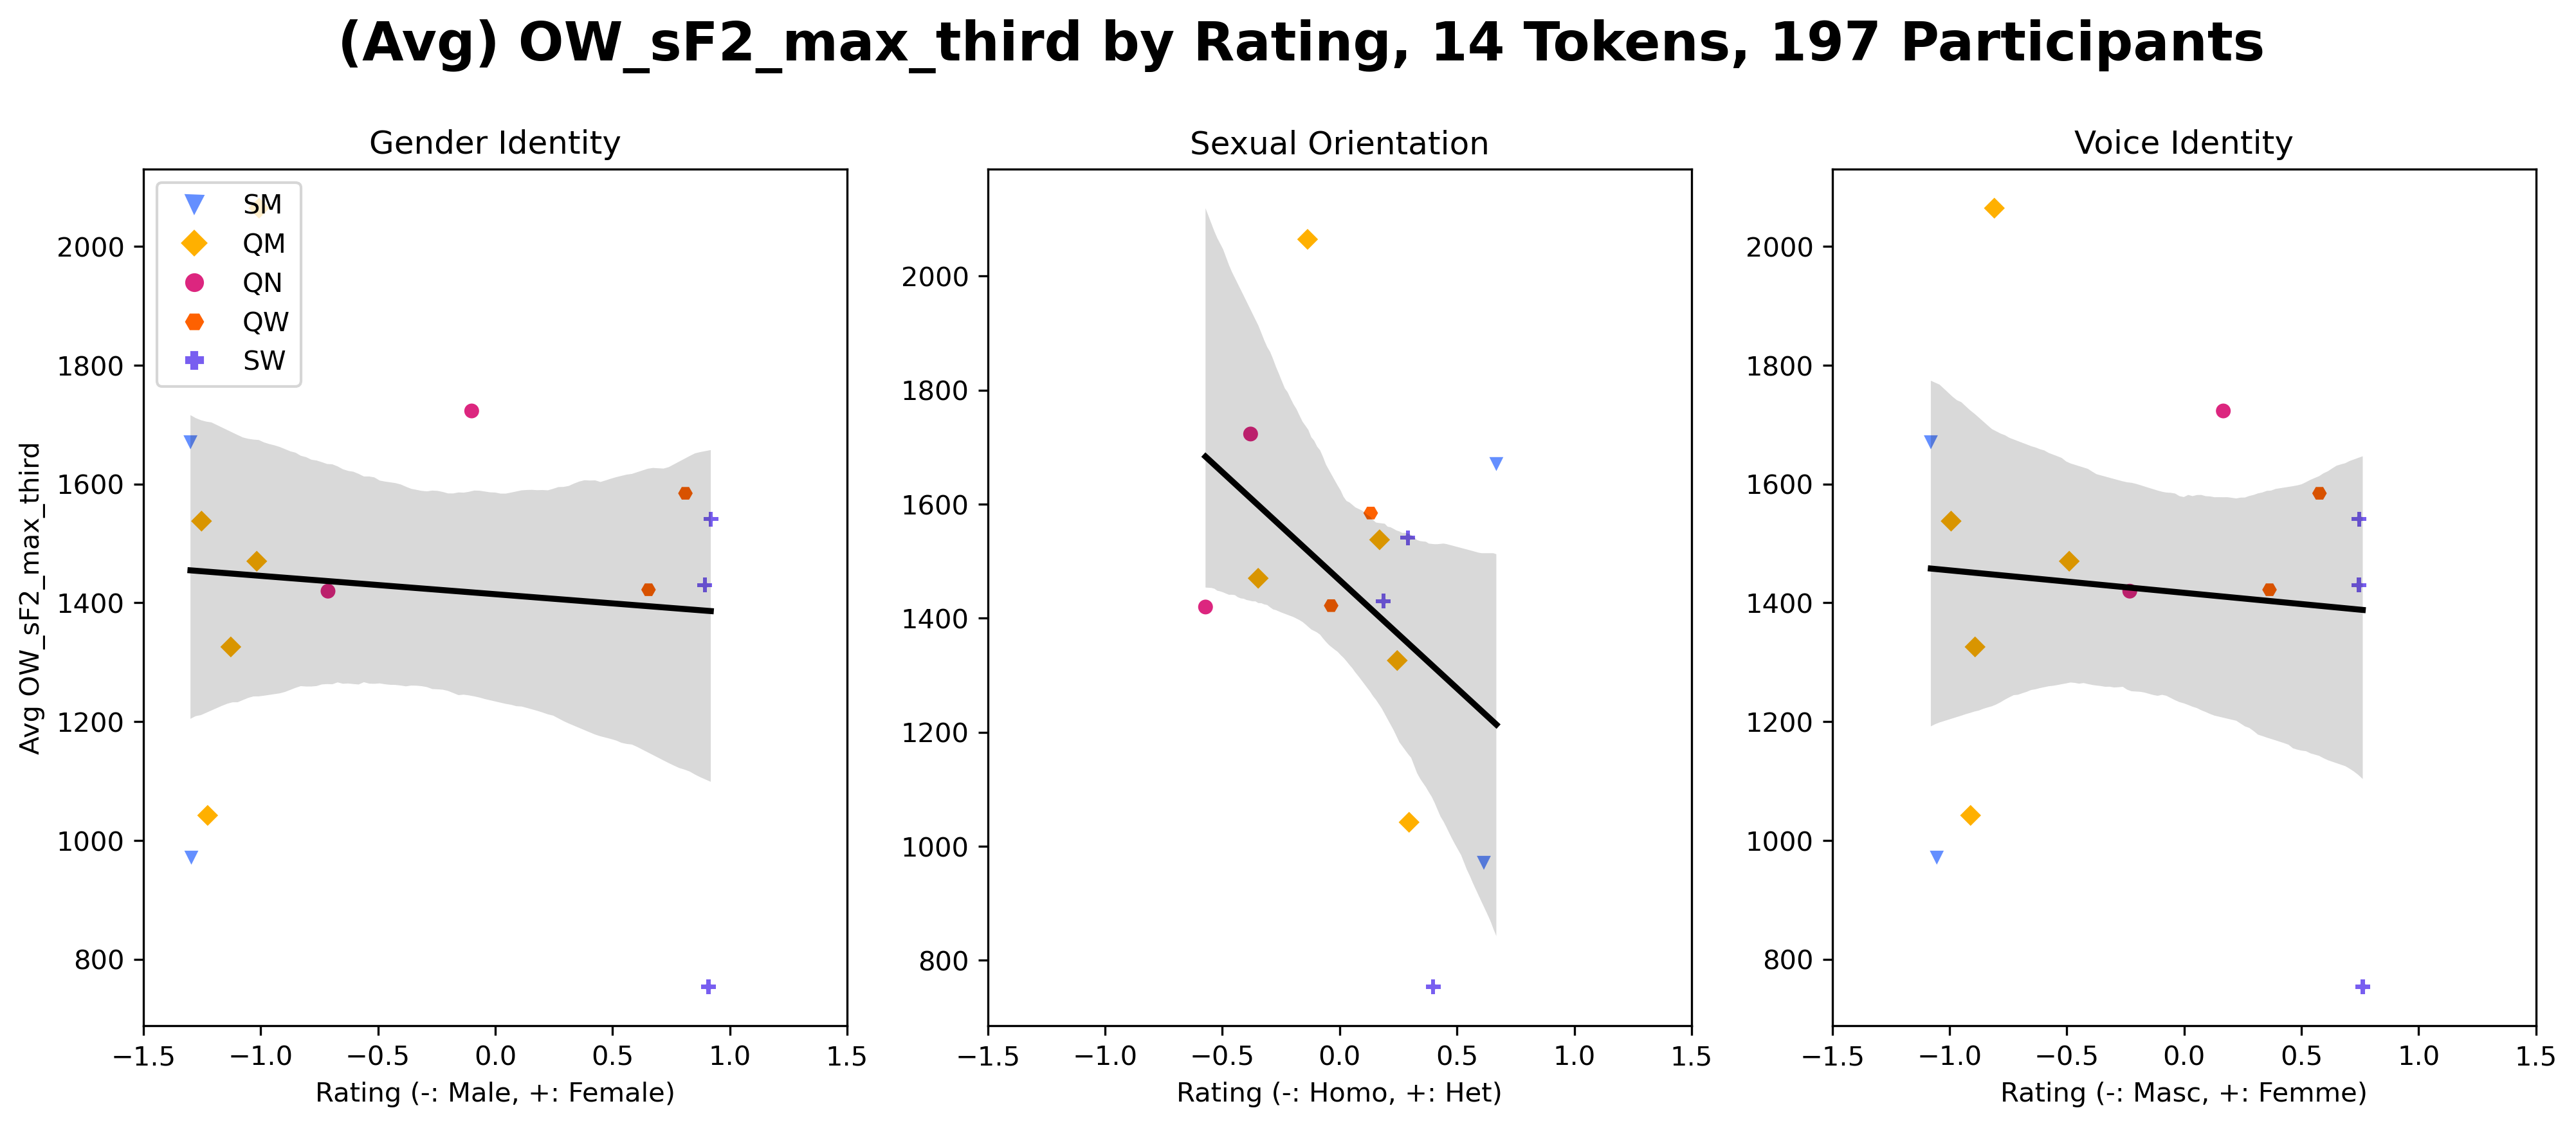 (Avg) OW_sF2_max_third by Rating, 14 Tokens, 197 Participants
Gender Identity
Sexual Orientation
Voice Identity
SM
QM
QN
QW
SW
Avg OW_sF2_max_third
2000
1800
1600
1400
1200
1000
800
−1.5 −1.0 −0.5 0.0 0.5 1.0 1.5
Rating (-: Male, +: Female)
2000
1800
1600
1400
1200
1000
800
−1.5 −1.0 −0.5 0.0 0.5 1.0 1.5
Rating (-: Homo, +: Het)
2000
1800
1600
1400
1200
1000
800
−1.5 −1.0 −0.5 0.0 0.5 1.0 1.5
Rating (-: Masc, +: Femme)